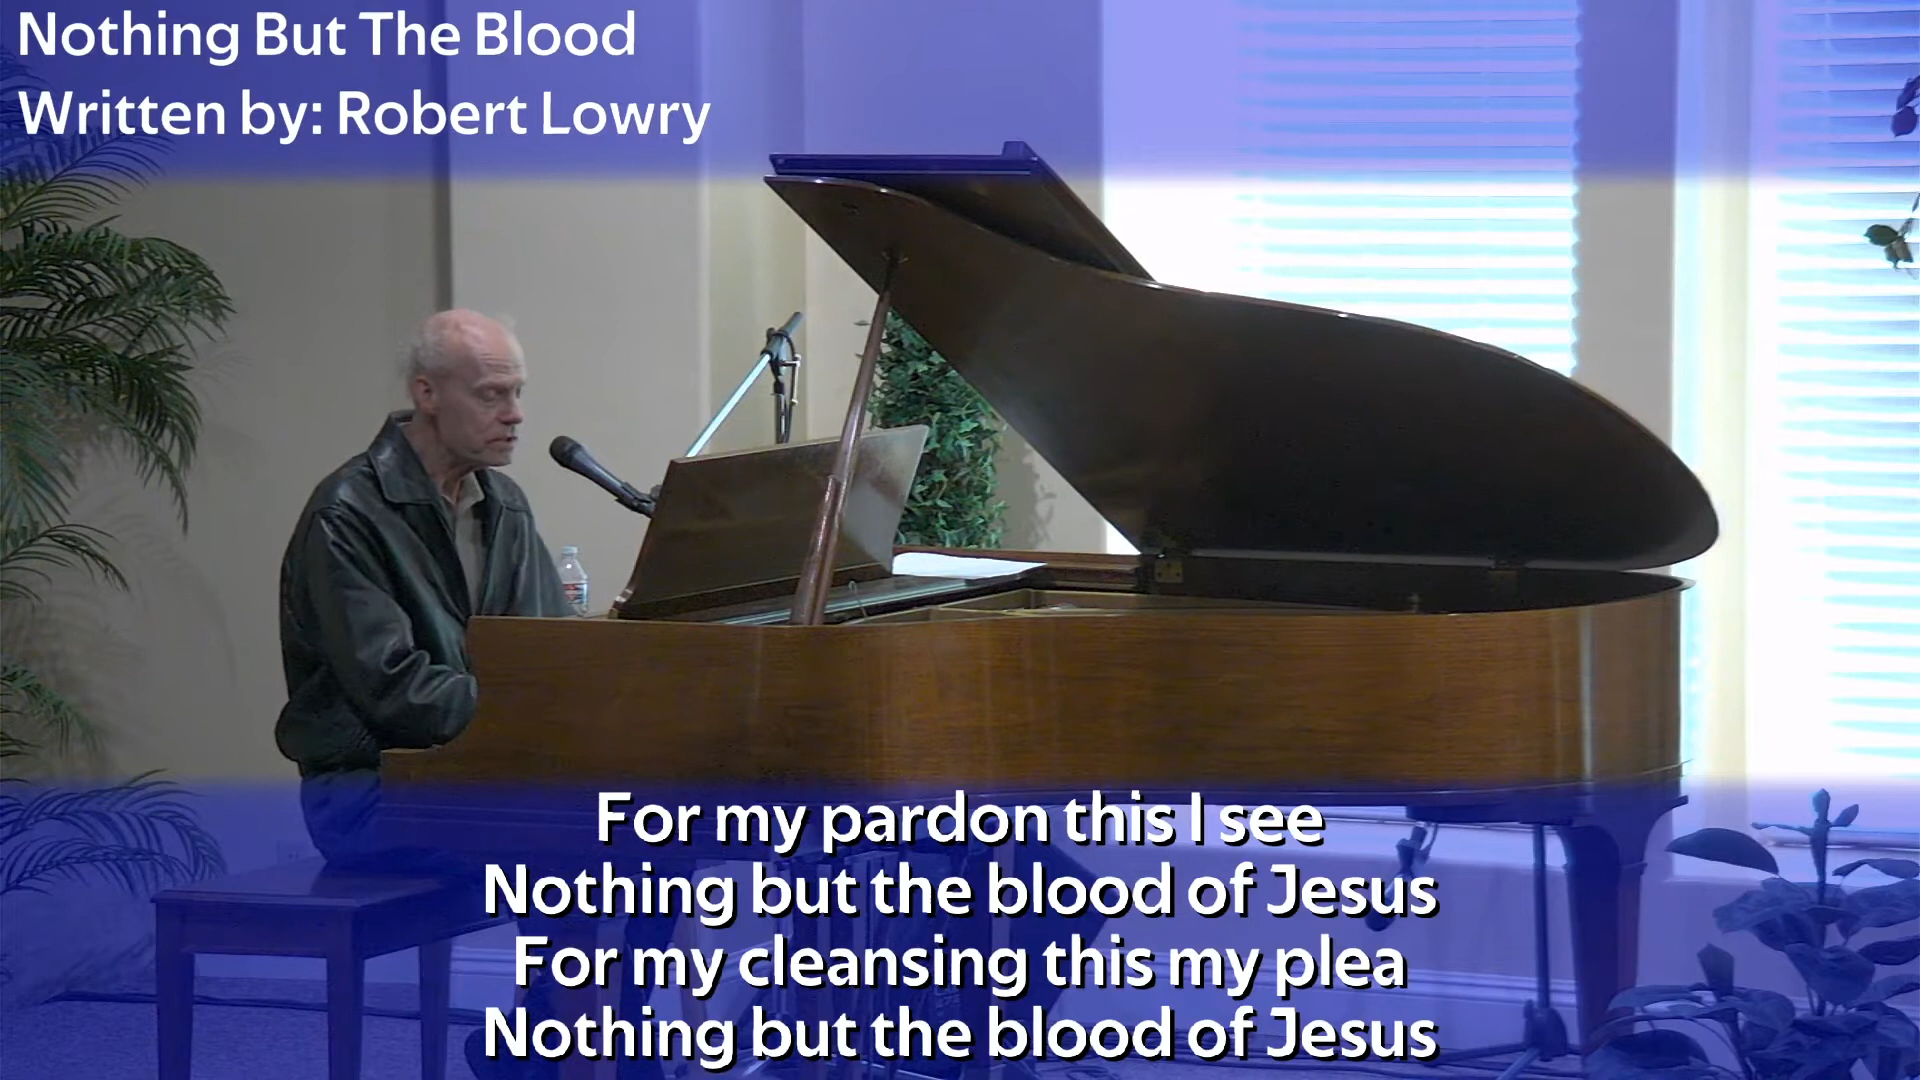 Nothing But The Blood
Written by: Robert Lowry
For my pardon this I see
Nothing but the blood of Jesus
For my cleansing this my plea
Nothing but the blood of Jesus